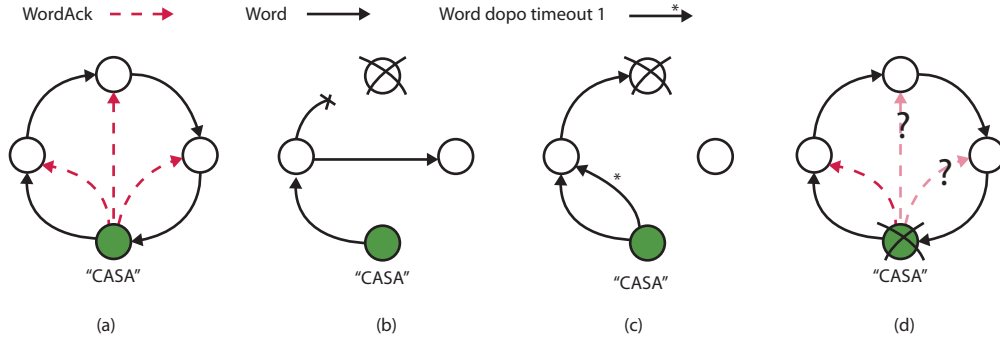 WordAck Word Word dopo timeout 1 *
* ? ?
“CASA” “CASA” “CASA” “CASA”
(a) (b) (c) (d)